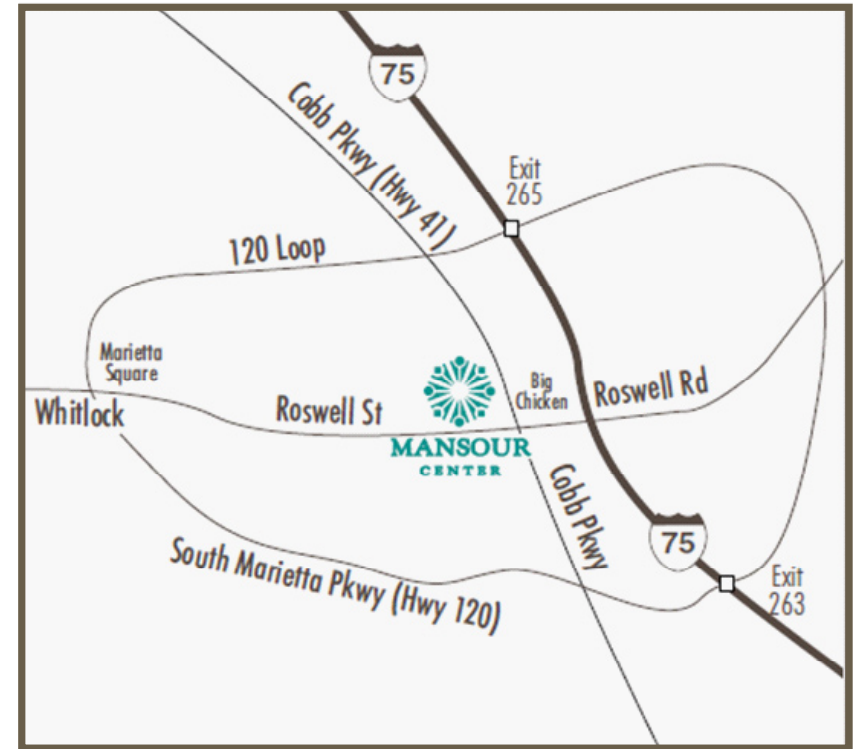 75
Cobb Pkwy (Hwy 41)
Exit
265
120 Loop
Marietta
Square
Big
Chicken
Roswell Rd
Whitlock
Roswell St
MANSOUR
CENTER
Cobb Pkwy
75
South Marietta Pkwy (Hwy 120)
Exit
263